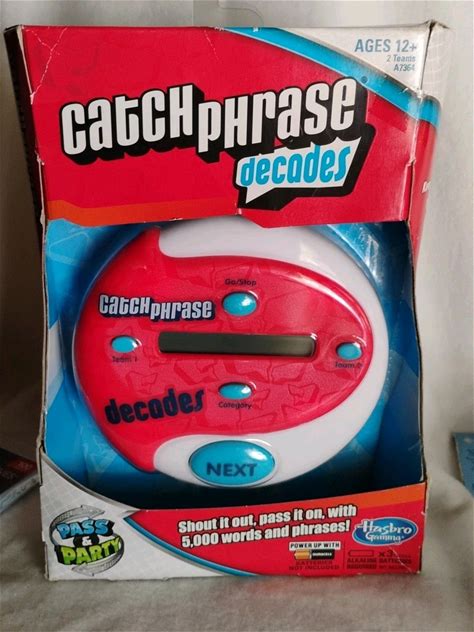 AGES 12+
2 Teams
A7364
catch phrase
decades
Go/Stop
catch phrase
Team 1
Team 2
decades
Category
NEXT
PASS
&
PARTY
Shout it out, pass it on, with
5,000 words and phrases!
Hasbro
Gaming
POWER UP WITH
DURACELL
BATTERIES
NOT INCLUDED
x3
ALKALINE BATTERIES